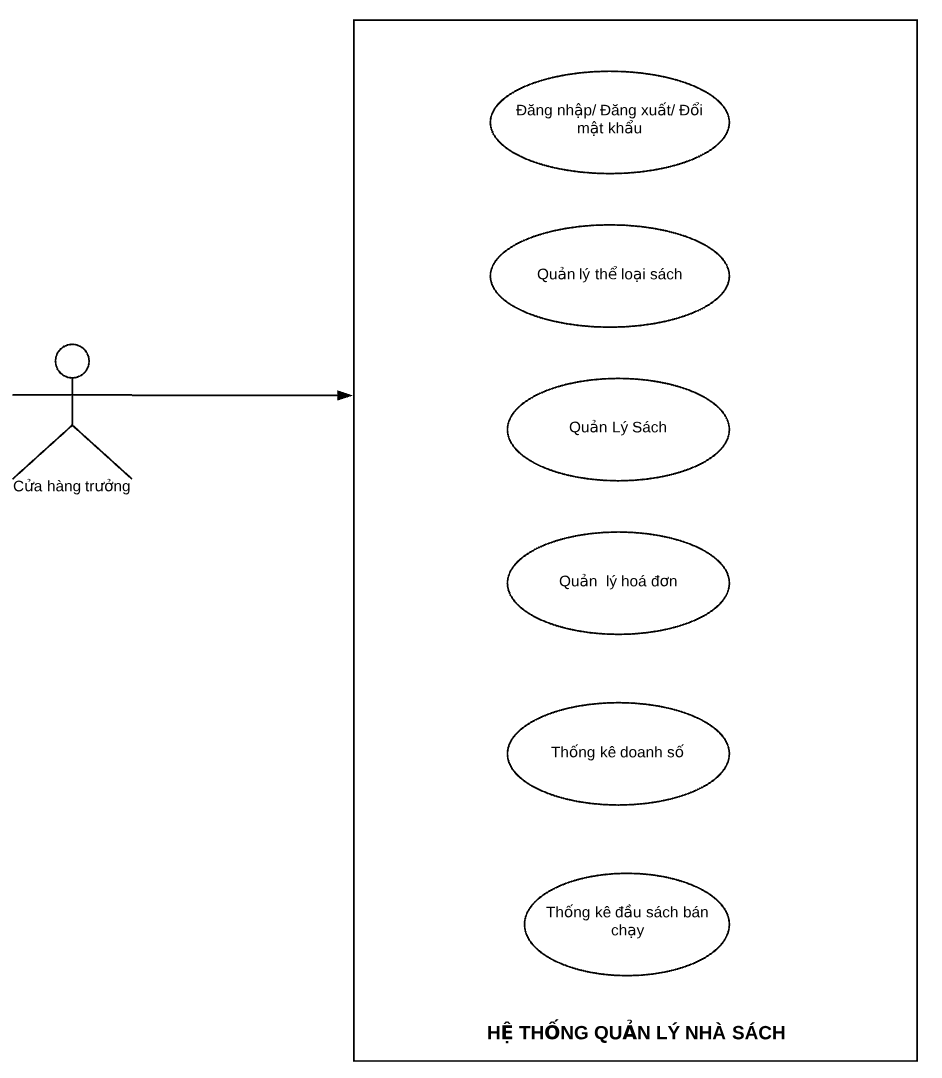 Đăng nhập/ Đăng xuất/ Đổi
mật khẩu
Quản lý thể loại sách
Quản Lý Sách
Cửa hàng trưởng
Quản  lý hoá đơn
Thống kê doanh số
Thống kê đầu sách bán
chạy
HỆ THỐNG QUẢN LÝ NHÀ SÁCH